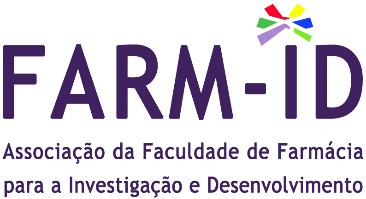 FARM-ID
Associação da Faculdade de Farmácia
para a Investigação e Desenvolvimento